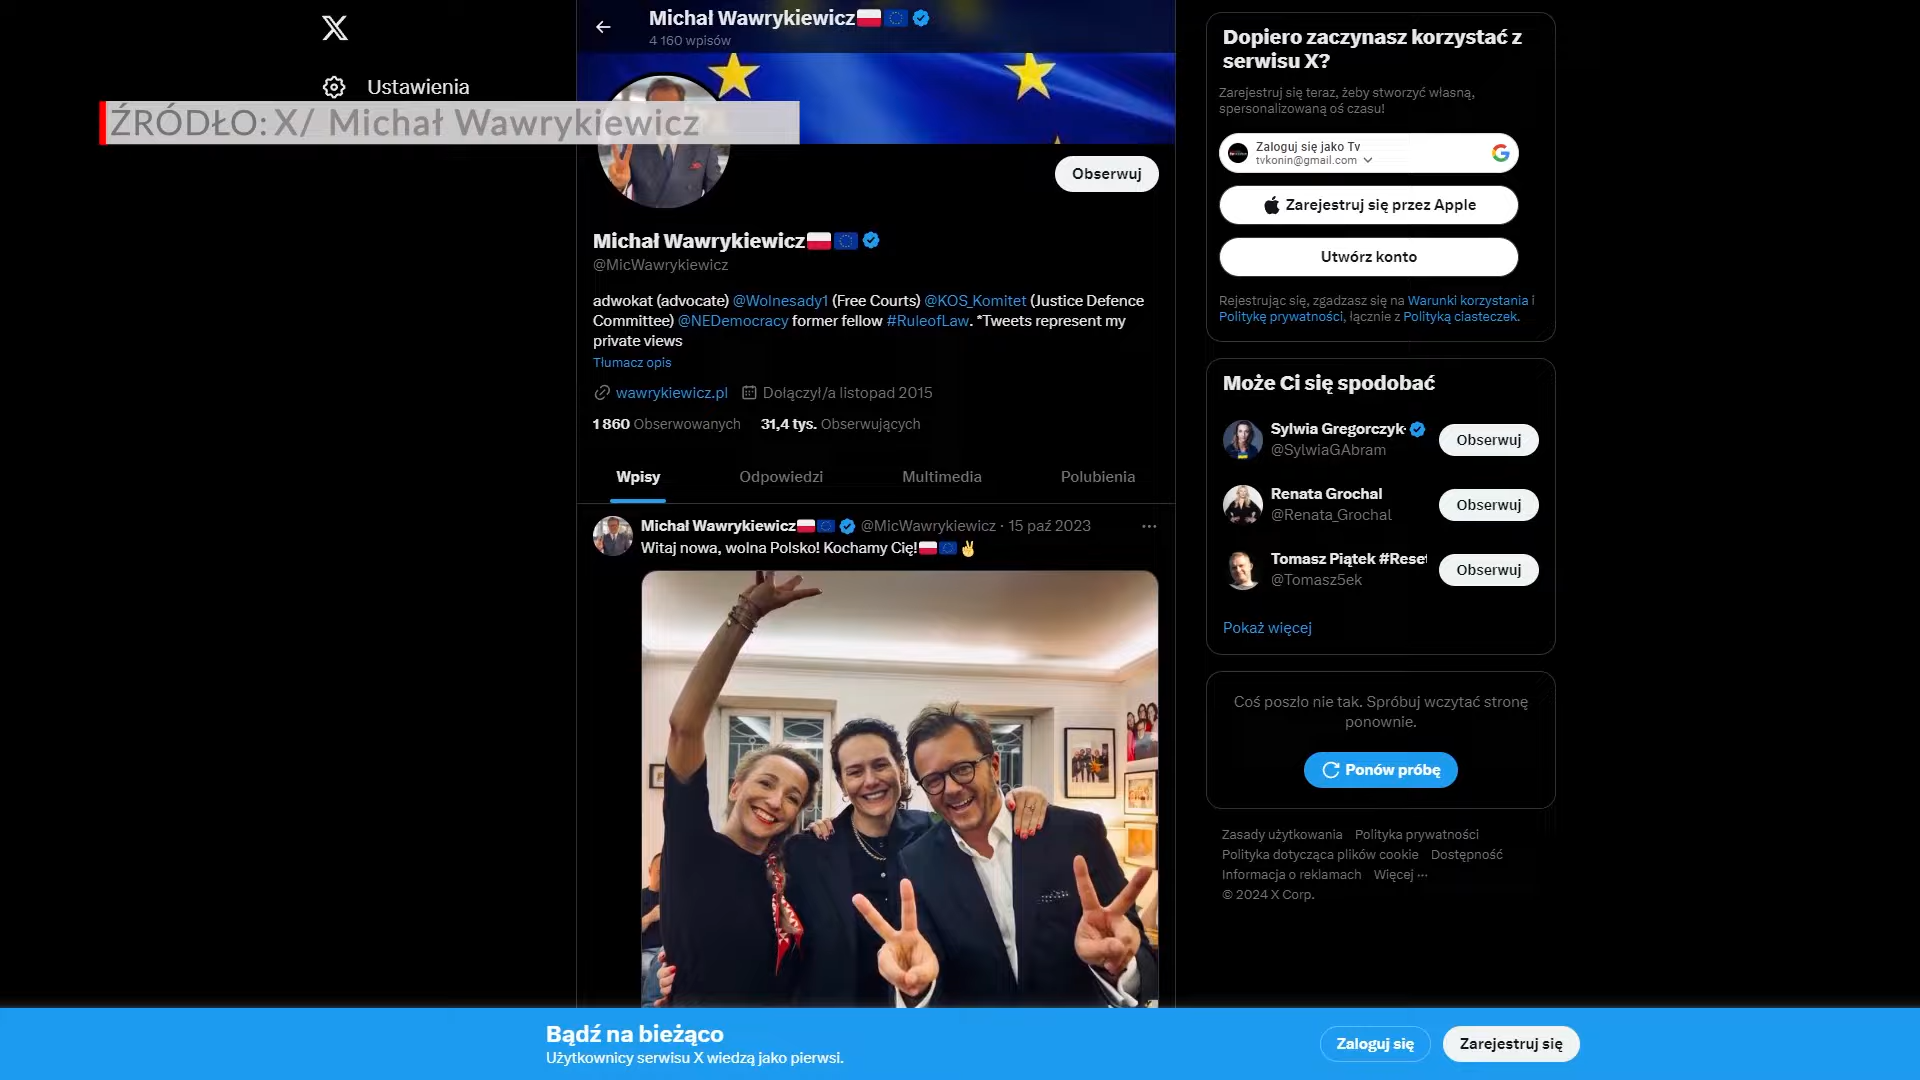 Ustawienia
ŹRÓDŁO: X/ Michał Wawrykiewicz
Michał Wawrykiewicz
4 160 wpisów
Obserwuj
Michał Wawrykiewicz
@MicWawrykiewicz
adwokat (advocate) @Wolnesady1 (Free Courts) @KOS_Komitet (Justice Defence
Committee) @NEDemocracy former fellow #RuleofLaw. *Tweets represent my
private views
Tłumacz opis
wawrykiewicz.pl Dołączył/a listopad 2015
1 860 Obserwowanych 31,4 tys. Obserwujących
Wpisy Odpowiedzi Multimedia Polubienia
Michał Wawrykiewicz @MicWawrykiewicz · 15 paź 2023
Witaj nowa, wolna Polsko! Kochamy Cię!
Dopiero zaczynasz korzystać z
serwisu X?
Zarejestruj się teraz, żeby stworzyć własną,
spersonalizowaną oś czasu!
Zaloguj się jako Tv
tvkonin@gmail.com
Zarejestruj się przez Apple
Utwórz konto
Rejestrując się, zgadzasz się na Warunki korzystania i
Politykę prywatności, łącznie z Polityką ciasteczek.
Może Ci się spodobać
Sylwia Gregorczyk-
@SylwiaGAbram
Obserwuj
Renata Grochal
@Renata_Grochal
Obserwuj
Tomasz Piątek #Reset
@Tomasz5ek
Obserwuj
Pokaż więcej
Coś poszło nie tak. Spróbuj wczytać stronę
ponownie.
Ponów próbę
Zasady użytkowania Polityka prywatności
Polityka dotycząca plików cookie Dostępność
Informacja o reklamach Więcej ...
© 2024 X Corp.
Bądź na bieżąco
Użytkownicy serwisu X wiedzą jako pierwsi.
Zaloguj się
Zarejestruj się